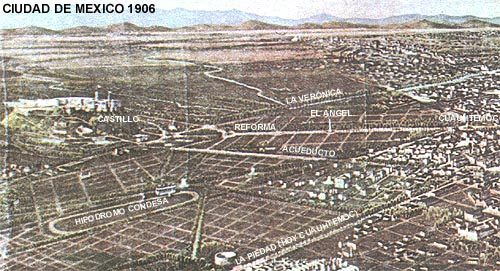 CIUDAD DE MEXICO 1906
LA VERONICA
EL ANGEL
CASTILLO
REFORMA
CUAUHTEMOC
ACUEDUCTO
HIPODROMO CONDESA
LA PIEDAD (HOY CUAUHTEMOC)